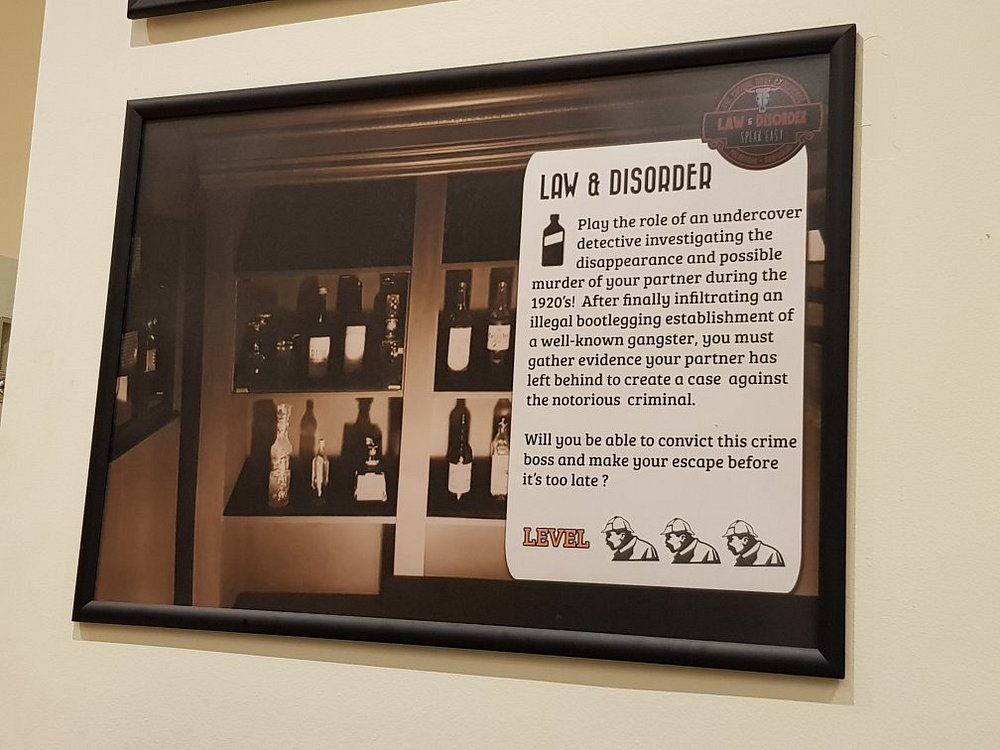 LAW & DISORDER
SPEAK EASY
LAW & DISORDER
Play the role of an undercover
detective investigating the
disappearance and possible
murder of your partner during the
1920's! After finally infiltrating an
illegal bootlegging establishment of
a well-known gangster, you must
gather evidence your partner has
left behind to create a case against
the notorious criminal.
Will you be able to convict this crime
boss and make your escape before
it's too late ?
LEVEL